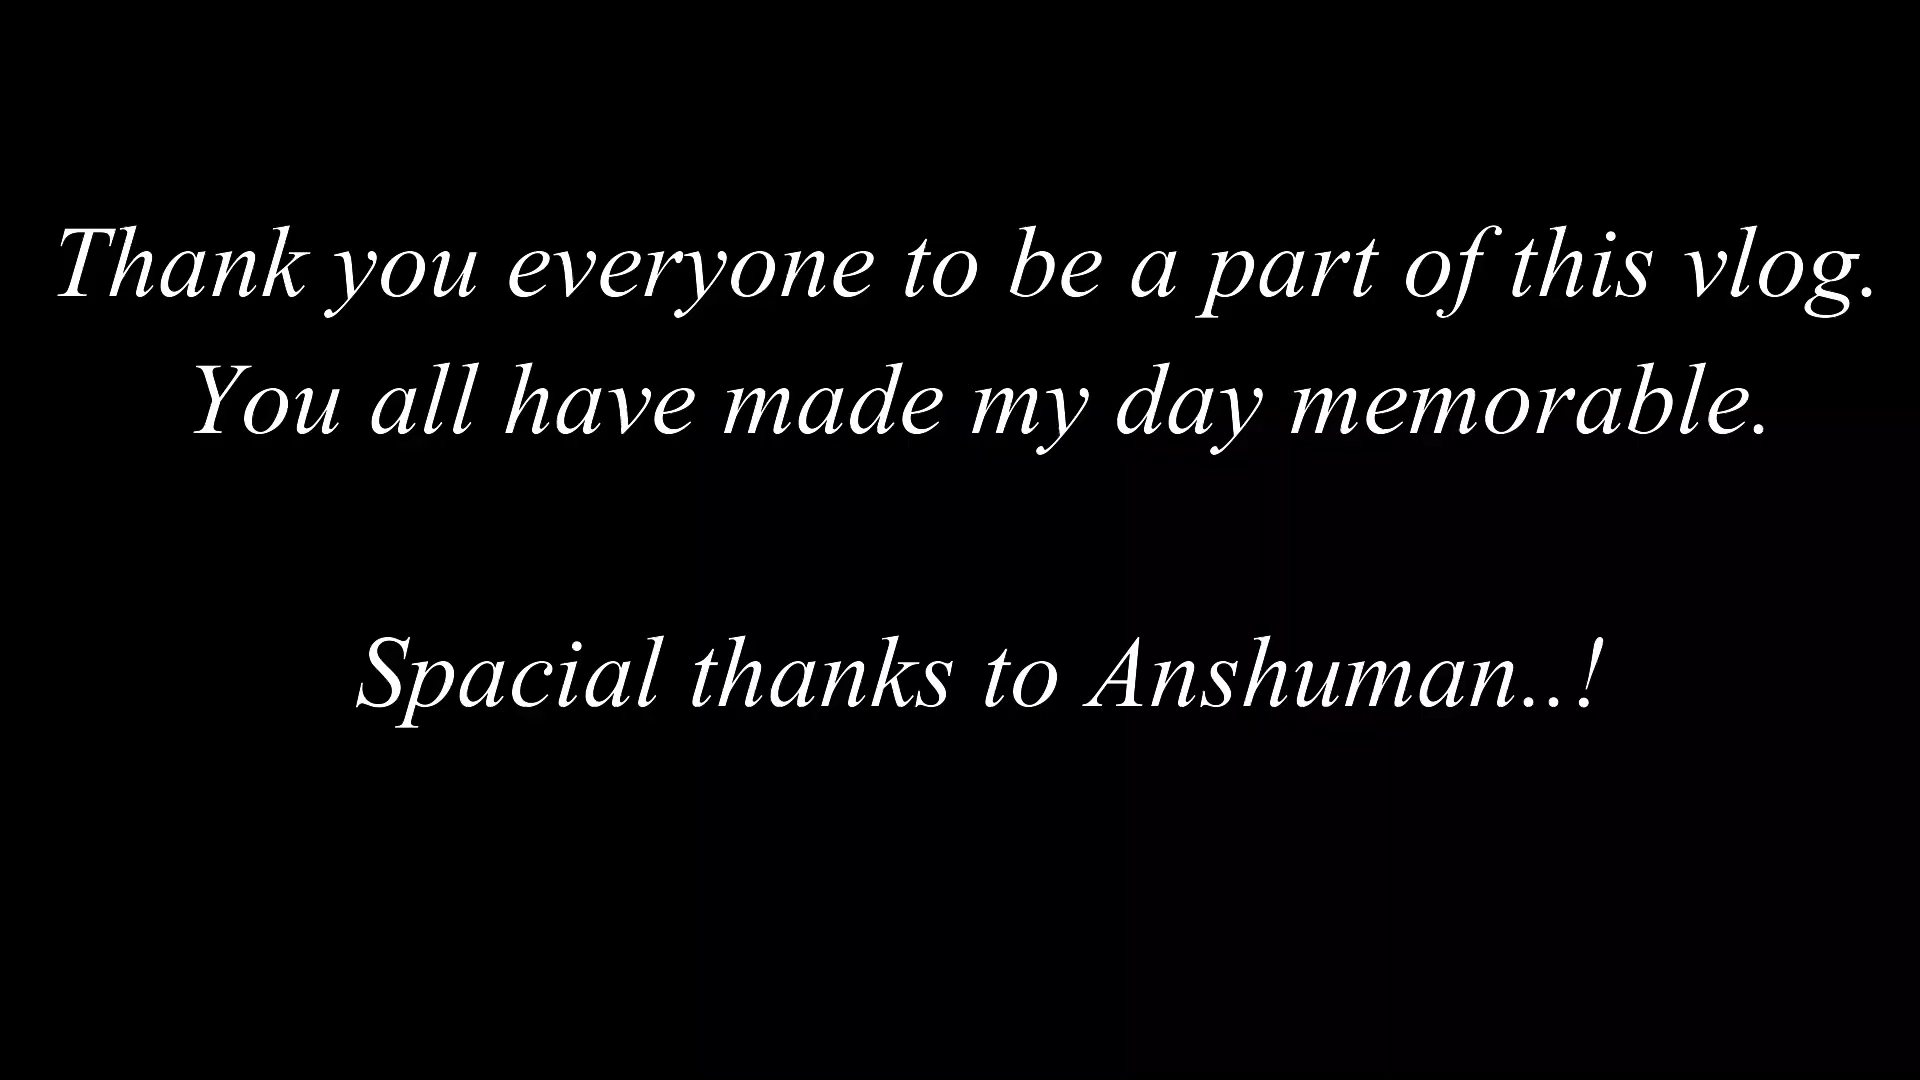 Thank you everyone to be a part of this vlog.
You all have made my day memorable.
Spacial thanks to Anshuman..!